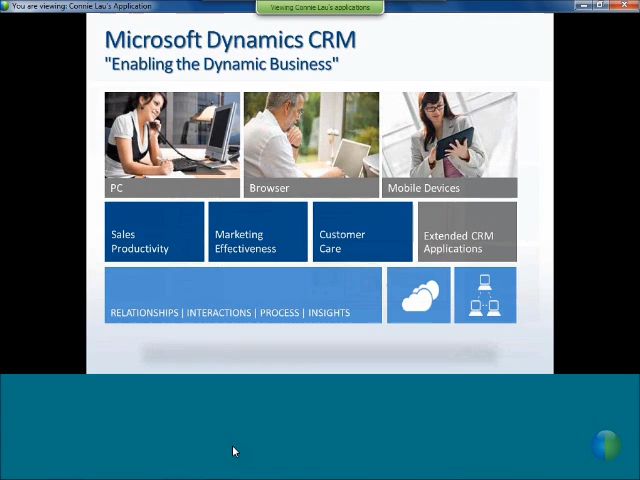 You are viewing: Connie Lau's Application
Viewing Connie Lau's applications
Microsoft Dynamics CRM
"Enabling the Dynamic Business"
PC
Browser
Mobile Devices
Sales
Productivity
Marketing
Effectiveness
Customer
Care
Extended CRM
Applications
RELATIONSHIPS | INTERACTIONS | PROCESS | INSIGHTS